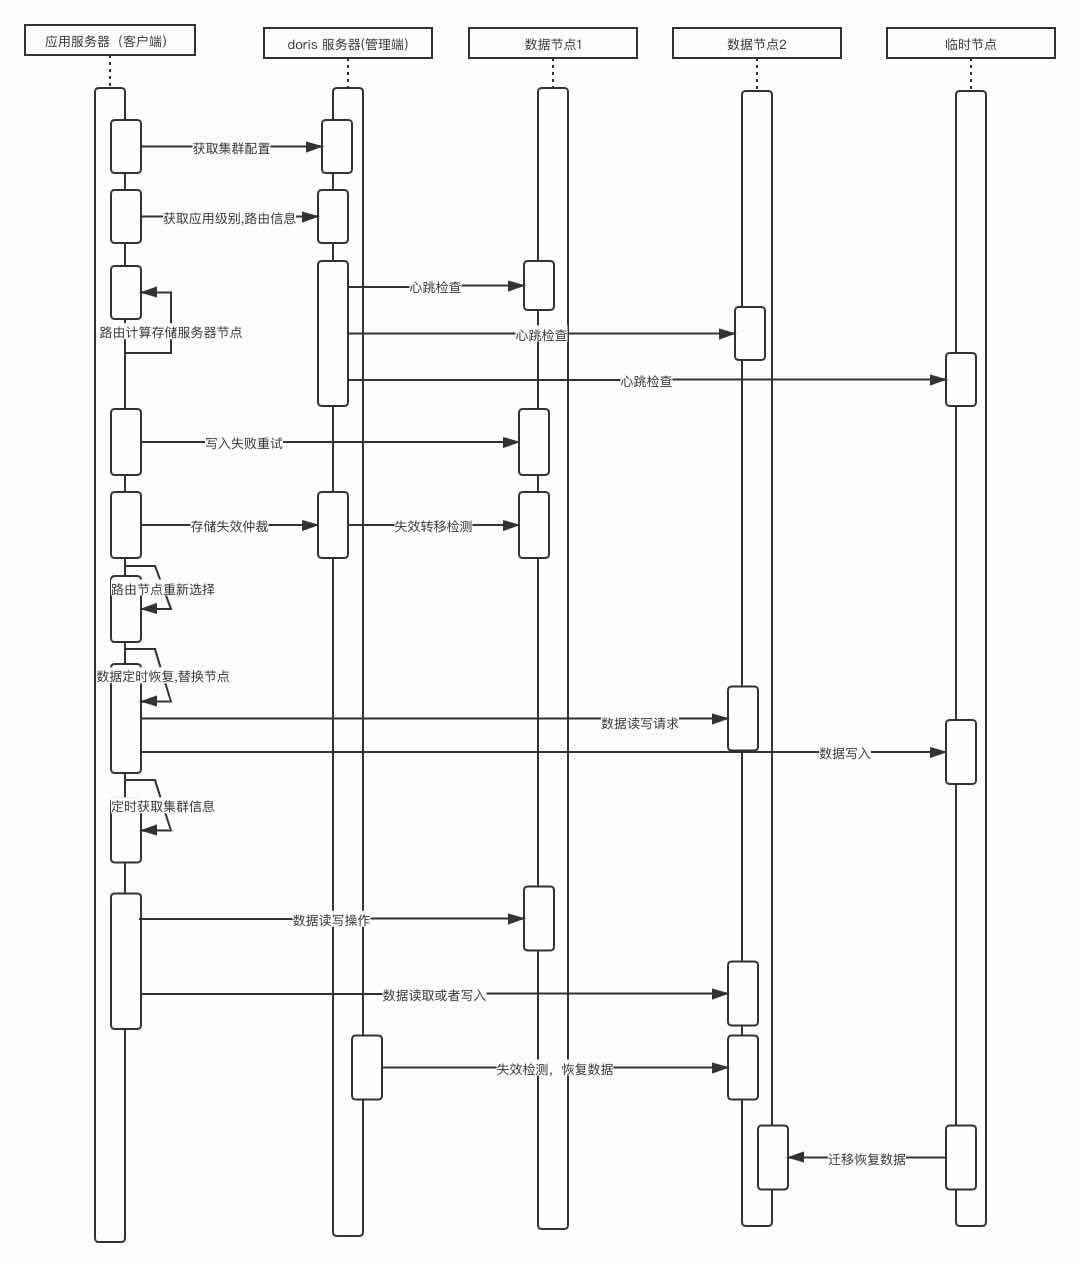 应用服务器（客户端）
doris 服务器(管理端)
数据节点1
数据节点2
临时节点
获取集群配置
获取应用级别,路由信息
心跳检查
路由计算存储服务器节点
心跳检查
心跳检查
写入失败重试
存储失效仲裁
失效转移检测
路由节点重新选择
数据定时恢复,替换节点
数据读写请求
数据写入
定时获取集群信息
数据读写操作
数据读取或者写入
失效检测，恢复数据
迁移恢复数据